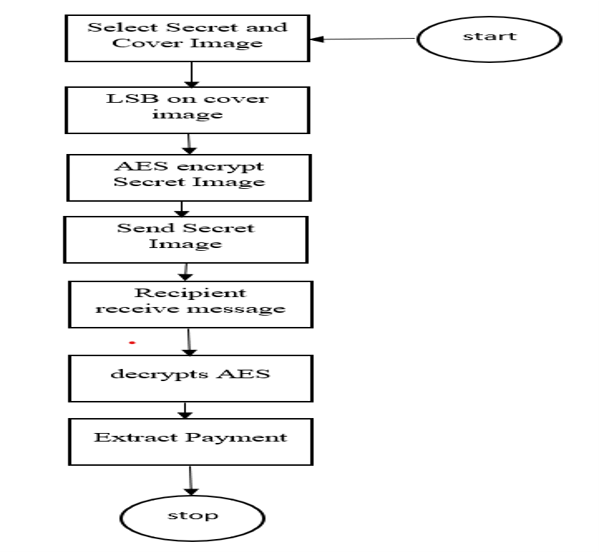 start
Select Secret and
Cover Image
LSB on cover
image
AES encrypt
Secret Image
Send Secret
Image
Recipient
receive message
decrypts AES
Extract Payment
stop